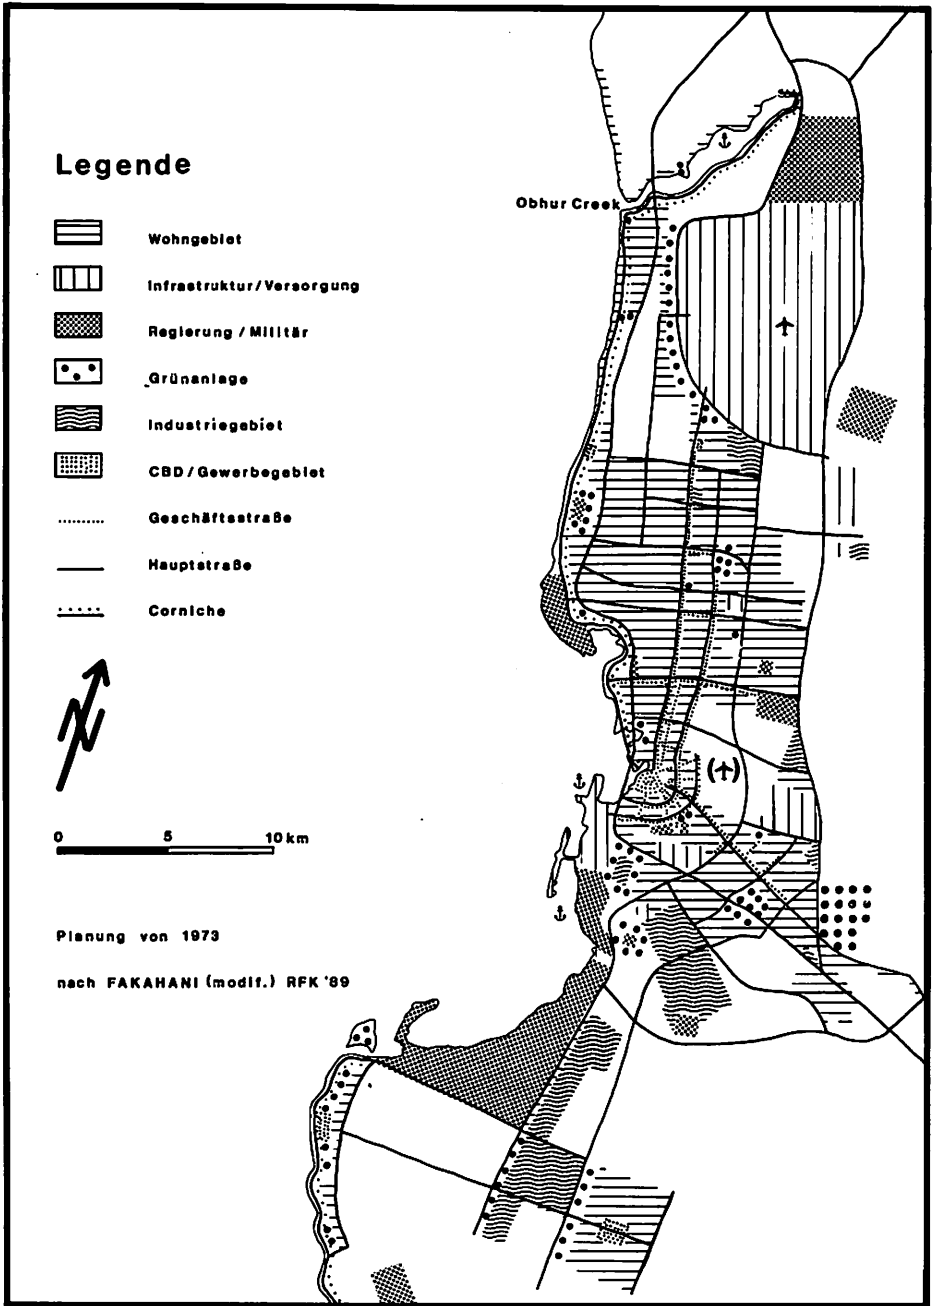 Legende
Obhur Creek
Wohngebiet
Infrastruktur/Versorgung
Regierung / Militär
Grünanlage
Industriegebiet
CBD/Gewerbegebiet
Geschäftsstraße
Hauptstraße
Corniche
N
0 5 10 km
Planung von 1973
nach FAKAHANI (modif.) RFK '89